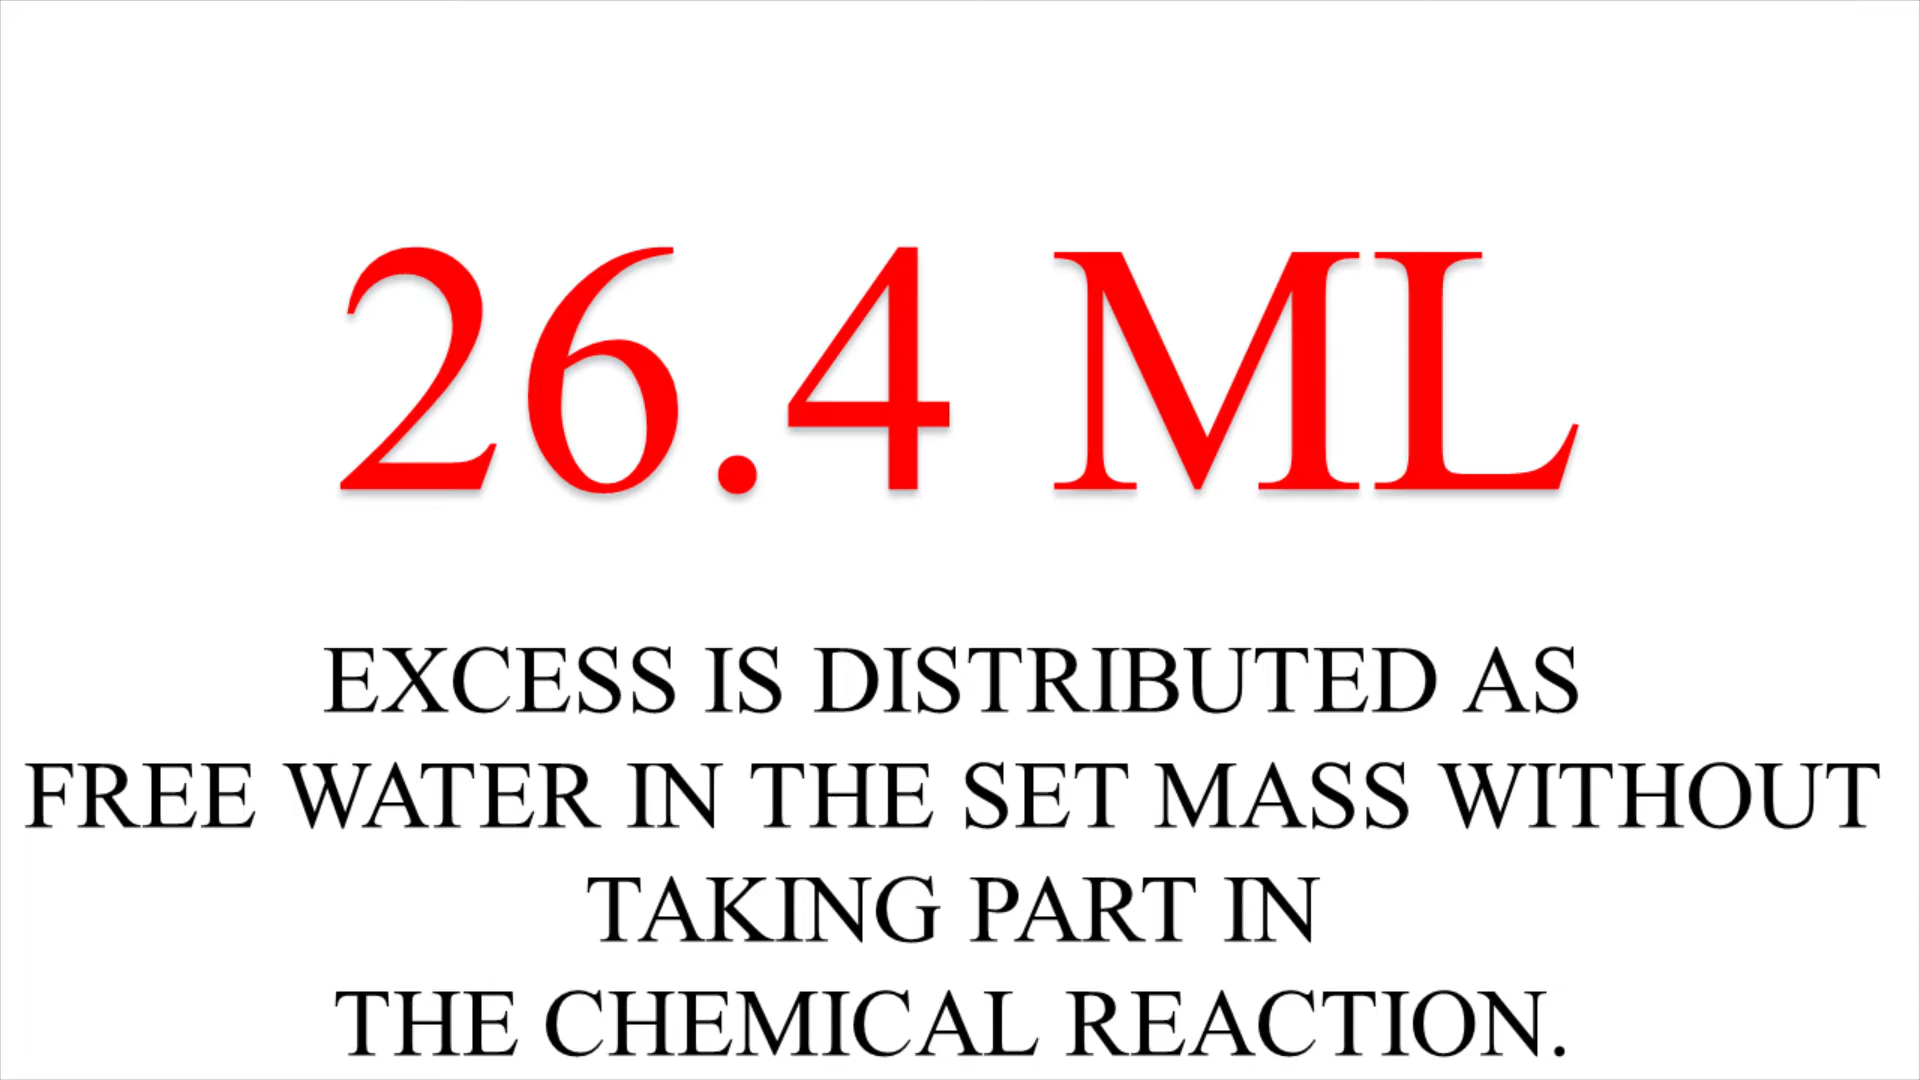 26.4 ML
EXCESS IS DISTRIBUTED AS
FREE WATER IN THE SET MASS WITHOUT
TAKING PART IN
THE CHEMICAL REACTION.